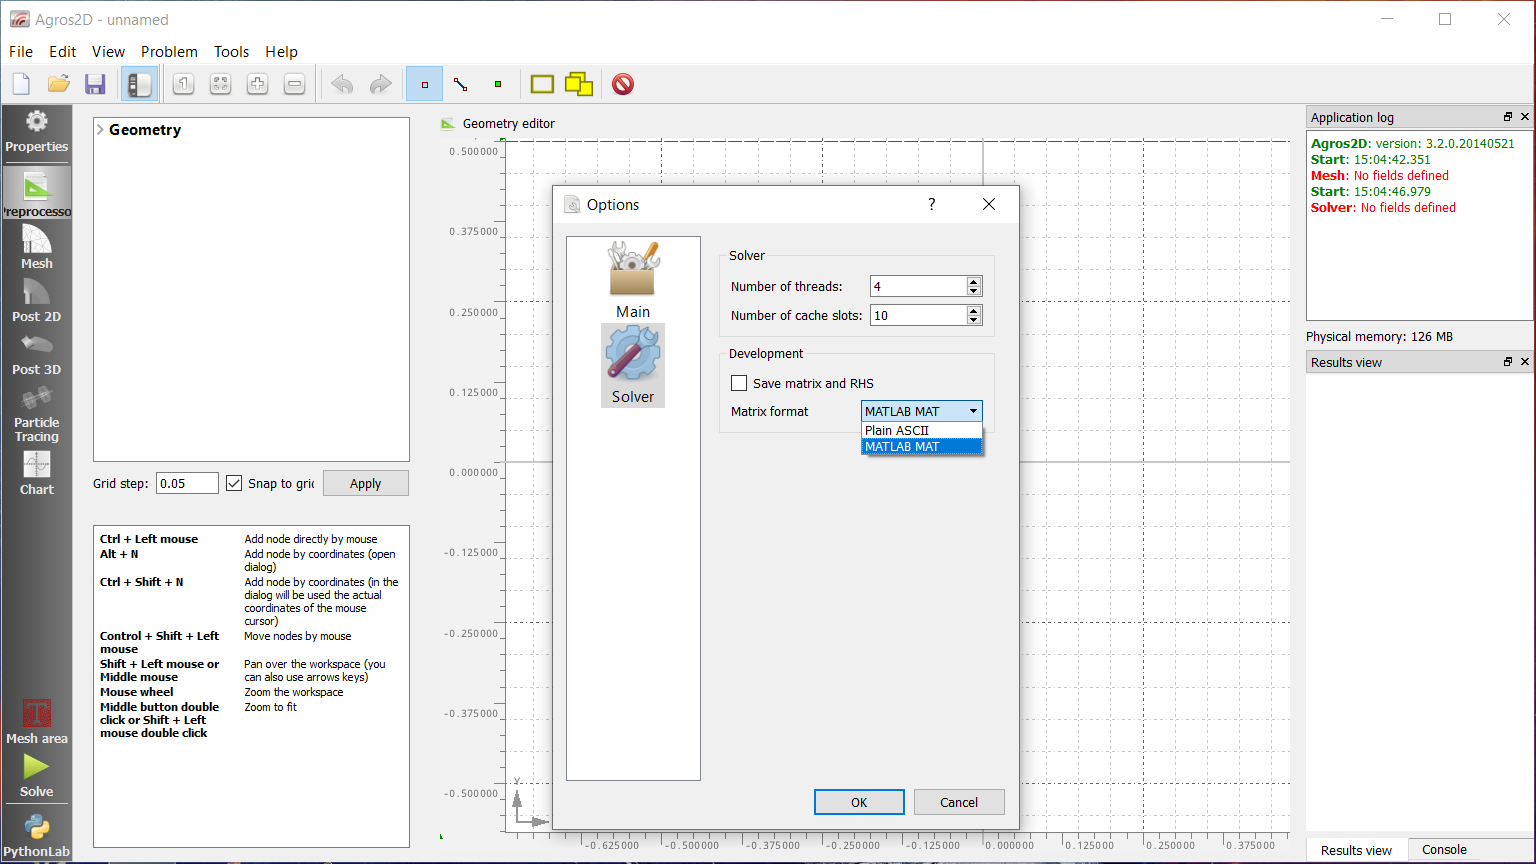 Agros2D - unnamed
File Edit View Problem Tools Help
Properties
Preprocesso
Mesh
Post 2D
Post 3D
Particle
Tracing
Chart
Mesh area
Solve
PythonLab
Geometry
Grid step: 0.05 Snap to gri Apply
Ctrl + Left mouse Add node directly by mouse
Alt + N Add node by coordinates (open
dialog)
Ctrl + Shift + N Add node by coordinates (in the
dialog will be used the actual
coordinates of the mouse
cursor)
Control + Shift + Left Move nodes by mouse
mouse
Shift + Left mouse or Pan over the workspace (you
Middle mouse can also use arrows keys)
Mouse wheel Zoom the workspace
Middle button double Zoom to fit
click or Shift + Left
mouse double click
Geometry editor
0.500000
0.375000
0.250000
0.125000
0.000000
-0.125000
-0.250000
-0.375000
-0.500000
Y
-0.625000 -0.500000 -0.375000 -0.250000 -0.125000 0.000000 0.125000 0.250000 0.375000
Options ?
Main
Solver
Solver
Number of threads: 4
Number of cache slots: 10
Development
Save matrix and RHS
Matrix format MATLAB MAT
Plain ASCII
MATLAB MAT
OK Cancel
Application log
Agros2D: version: 3.2.0.20140521
Start: 15:04:42.351
Mesh: No fields defined
Start: 15:04:46.979
Solver: No fields defined
Physical memory: 126 MB
Results view
Results view Console